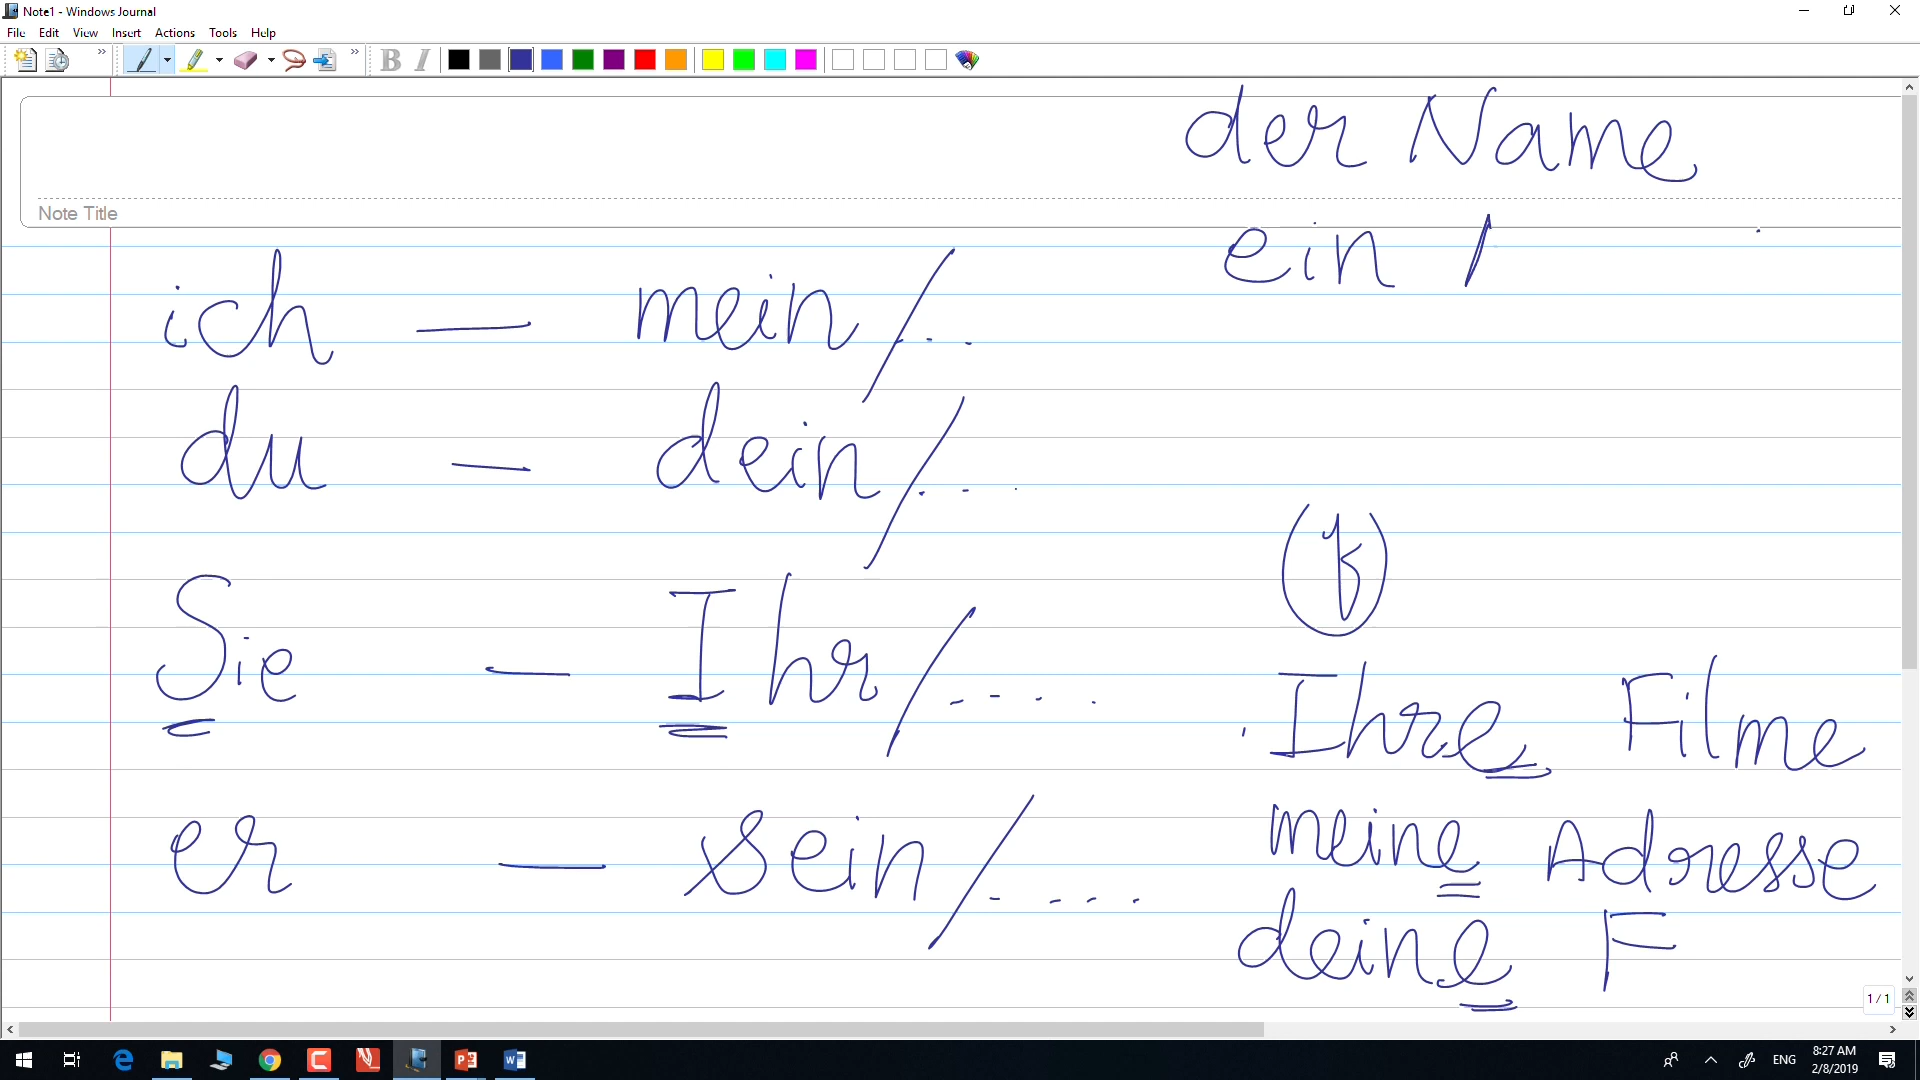 Note1 - Windows Journal
File Edit View Insert Actions Tools Help
B I
der Name
Note Title
ein
ich — mein/...
du — dein/...
Sie — Ihr/....
Ihre Filme
er — sein/....
meine Adresse
deine F
1 / 1
ENG
8:27 AM
2/8/2019